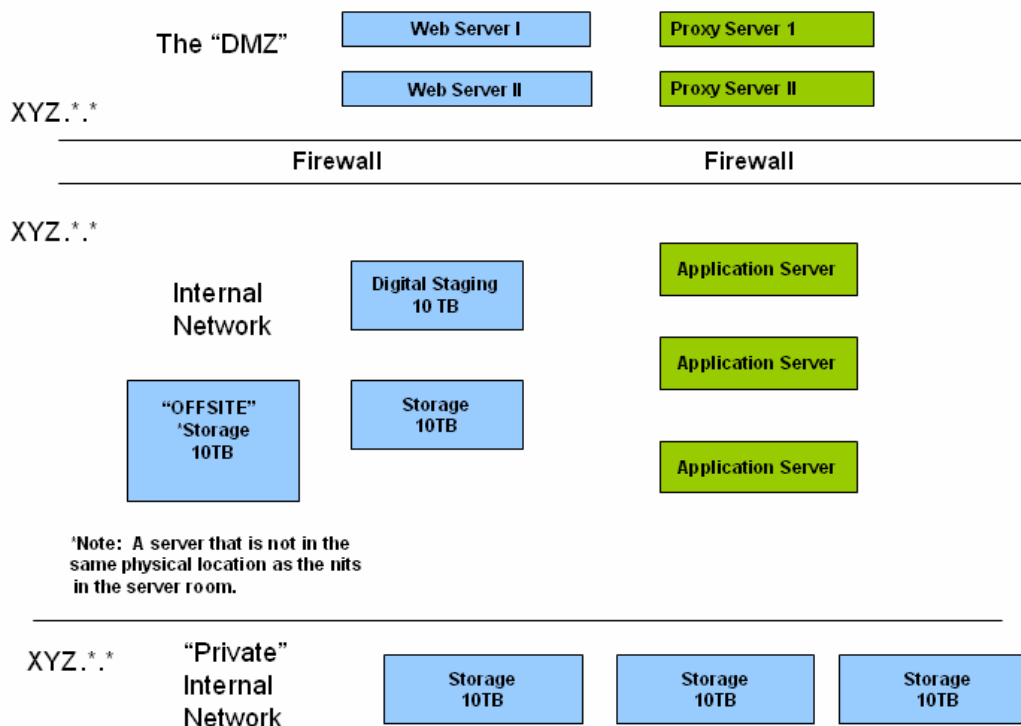 The “DMZ”
Web Server I
Proxy Server 1
Web Server II
Proxy Server II
XYZ.*.*
Firewall
Firewall
XYZ.*.*
Internal
Network
Digital Staging
10 TB
Application Server
Application Server
“OFFSITE”
*Storage
10TB
Storage
10TB
Application Server
*Note: A server that is not in the
same physical location as the nits
in the server room.
XYZ.*.*
“Private”
Internal
Network
Storage
10TB
Storage
10TB
Storage
10TB